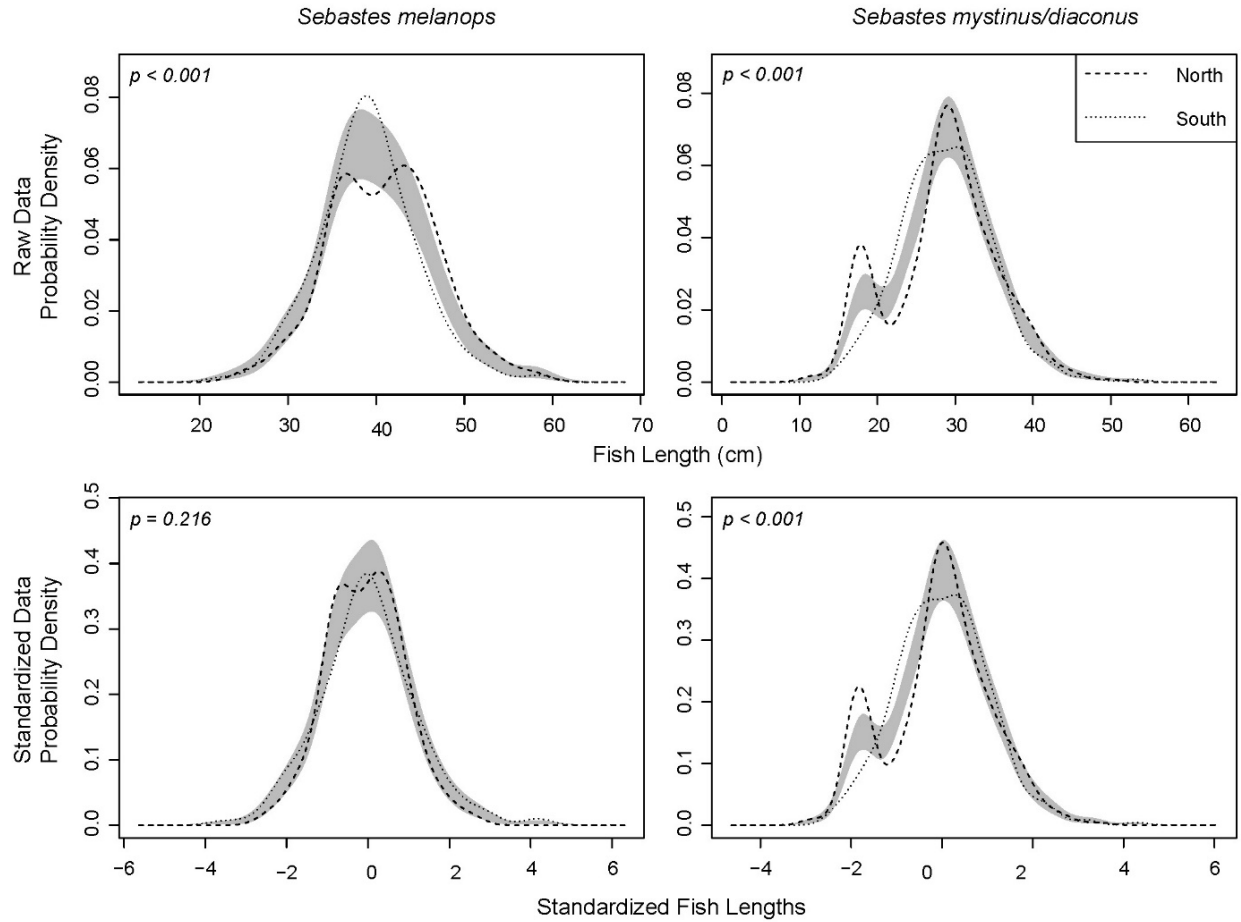 Sebastes melanops
Sebastes mystinus/diaconus
Raw Data
Probability Density
p < 0.001
0.08
0.06
0.04
0.02
0.00
20 30 40 50 60 70
p < 0.001
North
South
0.08
0.06
0.04
0.02
0.00
0 10 20 30 40 50 60
Fish Length (cm)
Standardized Data
Probability Density
p = 0.216
0.5
0.4
0.3
0.2
0.1
0.0
−6 −4 −2 0 2 4 6
p < 0.001
0.5
0.4
0.3
0.2
0.1
0.0
−4 −2 0 2 4 6
Standardized Fish Lengths